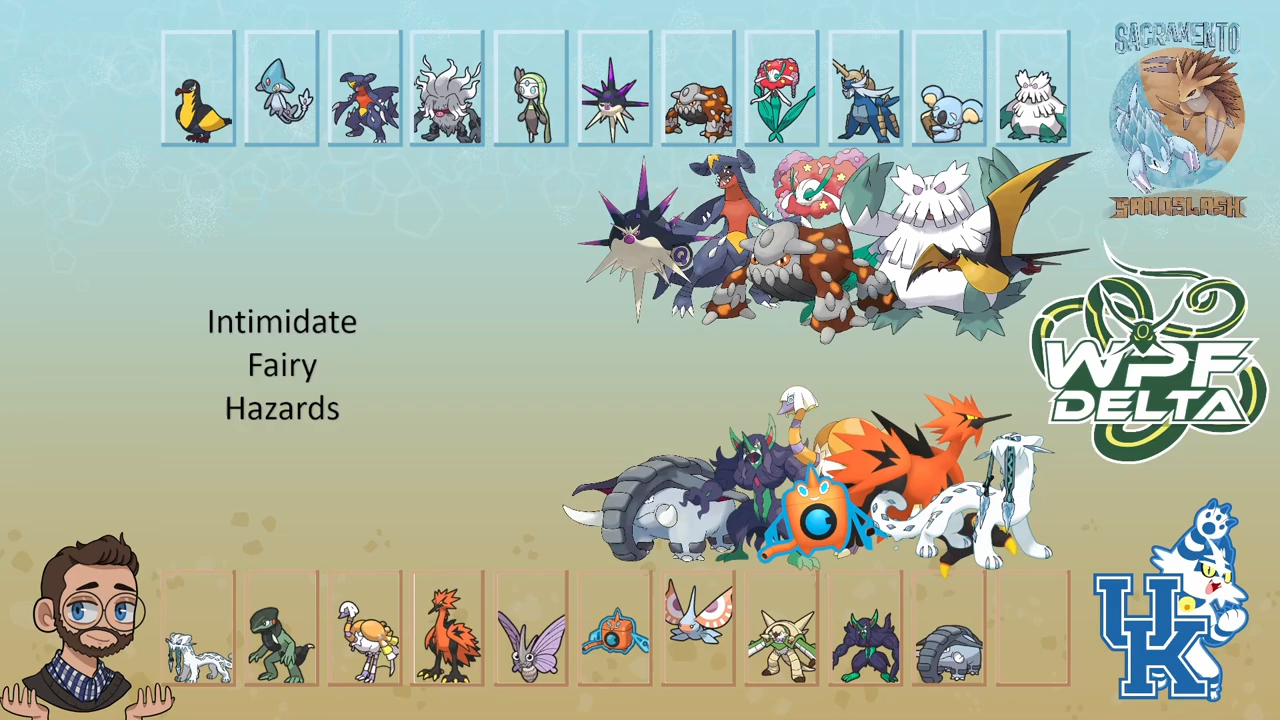 SACRAMENTO
SANDSLASH
Intimidate
Fairy
Hazards
WPF
DELTA
UK